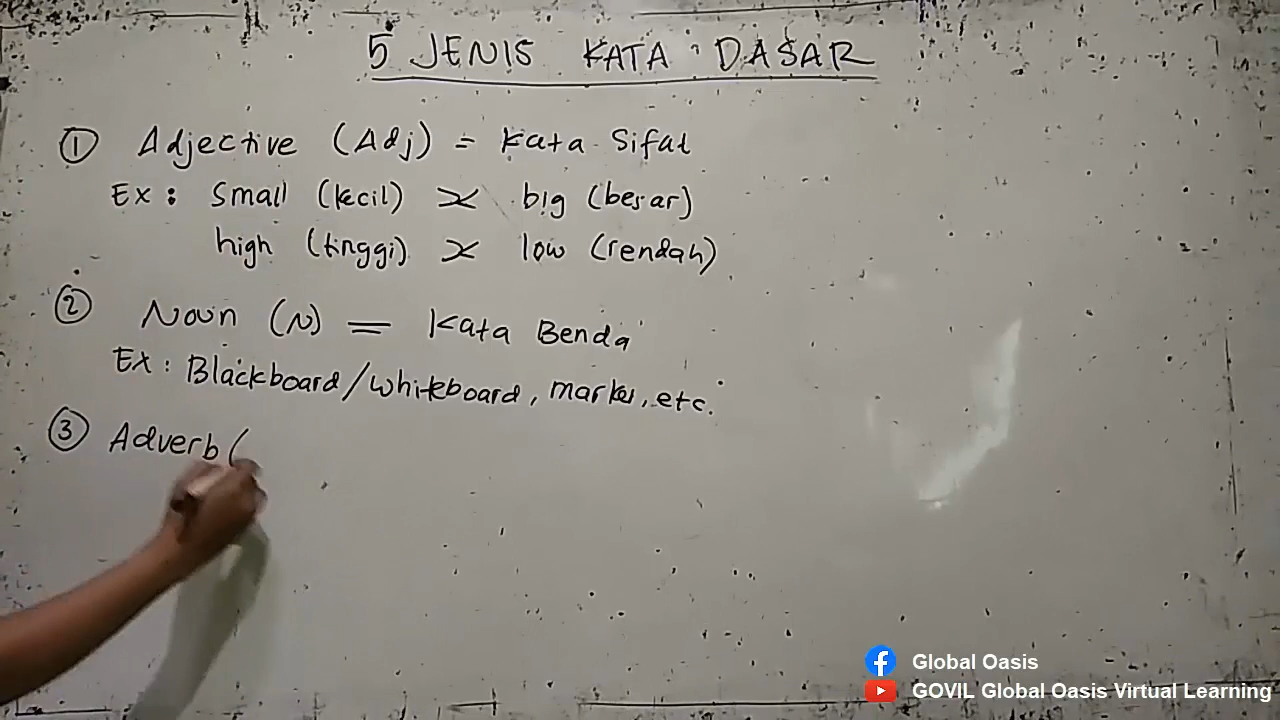 5 JENIS KATA DASAR
① Adjective (Adj) = Kata Sifat
Ex : Small (kecil) >< big (besar)
high (tinggi) >< low (rendah)
② Noun (N) = Kata Benda
Ex : Blackboard/whiteboard, marker, etc.
③ Adverb (
Global Oasis
GOVIL Global Oasis Virtual Learning